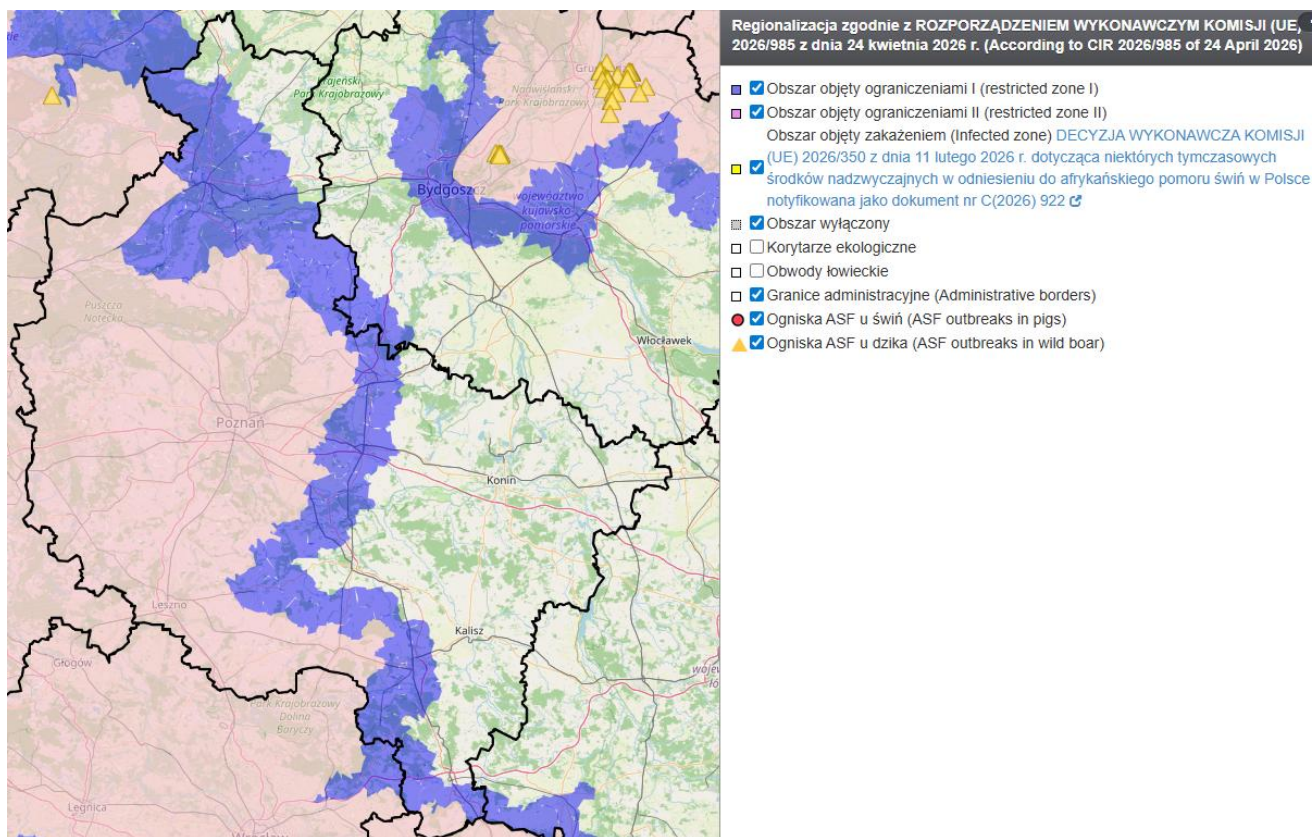 Krajeński
Park Krajobrazowy
Nadwiślański
Park Krajobrazowy
Bydgoszcz
województwo
kujawsko
pomorskie
Puszcza
Notecka
Włocławek
Poznań
Konin
Leszno
Kalisz
Głogów
Park Krajobrazowy
Dolina
Baryczy
Legnica
Regionalizacja zgodnie z ROZPORZĄDZENIEM WYKONAWCZYM KOMISJI (UE)
2026/985 z dnia 24 kwietnia 2026 r. (According to CIR 2026/985 of 24 April 2026)
Obszar objęty ograniczeniami I (restricted zone I)
Obszar objęty ograniczeniami II (restricted zone II)
Obszar objęty zakażeniem (Infected zone) DECYZJA WYKONAWCZA KOMISJI
(UE) 2026/350 z dnia 11 lutego 2026 r. dotycząca niektórych tymczasowych
środków nadzwyczajnych w odniesieniu do afrykańskiego pomoru świń w Polsce
notyfikowana jako dokument nr C(2026) 922
Obszar wyłączony
Korytarze ekologiczne
Obwody łowieckie
Granice administracyjne (Administrative borders)
Ogniska ASF u świń (ASF outbreaks in pigs)
Ogniska ASF u dzika (ASF outbreaks in wild boar)